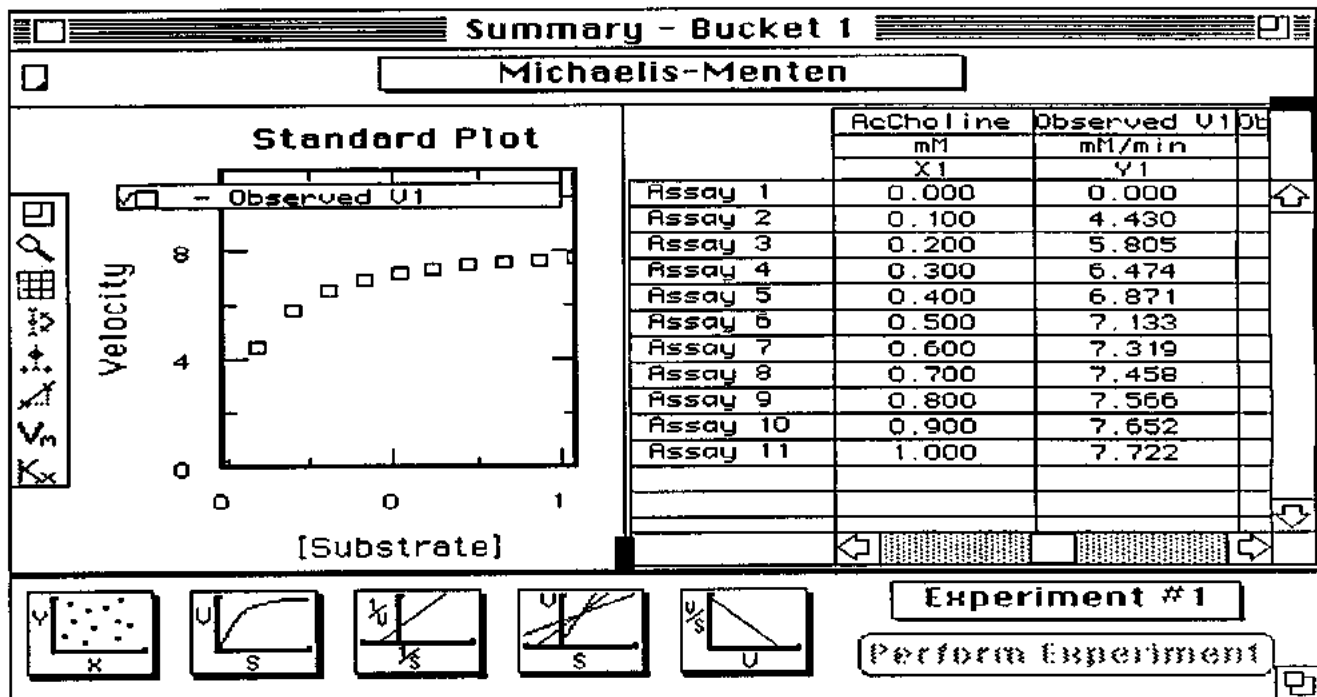 Summary - Bucket 1
Michaelis-Menten
Standard Plot
- Observed V1
8
4
0
Velocity
0 0 1
[Substrate]
Vm
Kx
AcCholine Observed V1 Ob
mM mM/min
X1 Y1
Assay 1 0.000 0.000
Assay 2 0.100 4.430
Assay 3 0.200 5.805
Assay 4 0.300 6.474
Assay 5 0.400 6.871
Assay 6 0.500 7.133
Assay 7 0.600 7.319
Assay 8 0.700 7.458
Assay 9 0.800 7.566
Assay 10 0.900 7.652
Assay 11 1.000 7.722
Y X
V S
1/V 1/S
V S
V/S V
Experiment #1
Perform Experiment